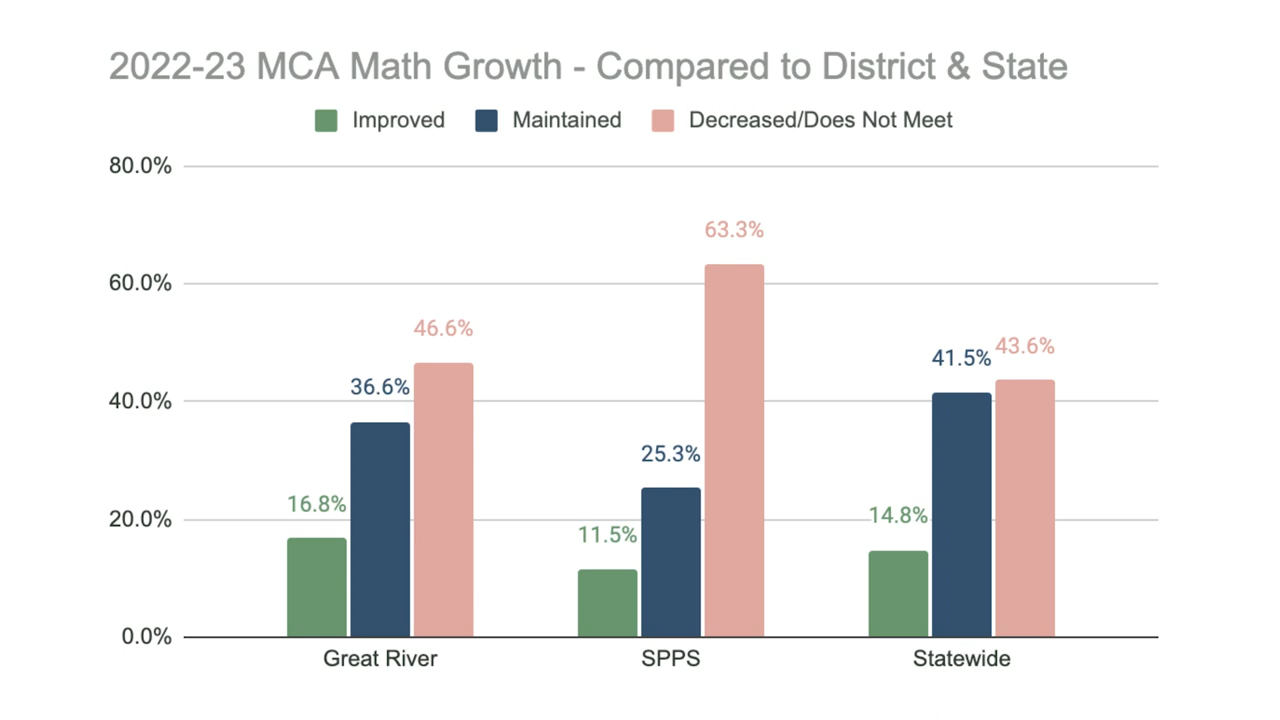 2022-23 MCA Math Growth - Compared to District & State
Improved Maintained Decreased/Does Not Meet
80.0%
60.0%
40.0%
20.0%
0.0%
16.8% 36.6% 46.6%
11.5% 25.3% 63.3%
14.8% 41.5% 43.6%
Great River SPPS Statewide